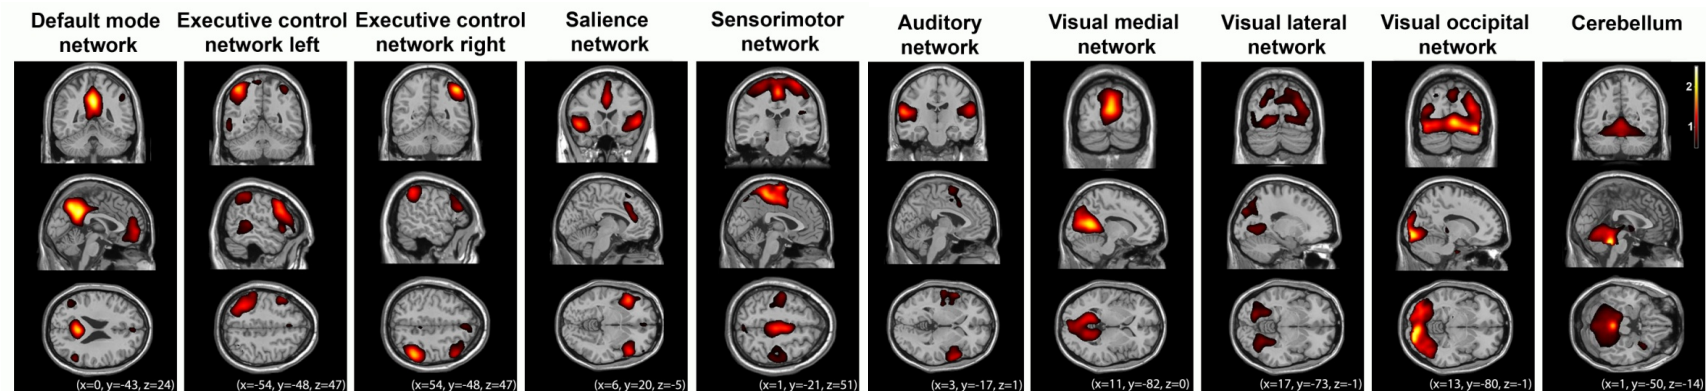 Default mode
network
Executive control
network left
Executive control
network right
Salience
network
Sensorimotor
network
Auditory
network
Visual medial
network
Visual lateral
network
Visual occipital
network
Cerebellum
2
1
(x=0, y=-43, z=24)
(x=-54, y=-48, z=47)
(x=54, y=-48, z=47)
(x=6, y=20, z=-5)
(x=1, y=-21, z=51)
(x=3, y=-17, z=1)
(x=11, y=-82, z=0)
(x=17, y=-73, z=-1)
(x=13, y=-80, z=-1)
(x=1, y=-50, z=-14)